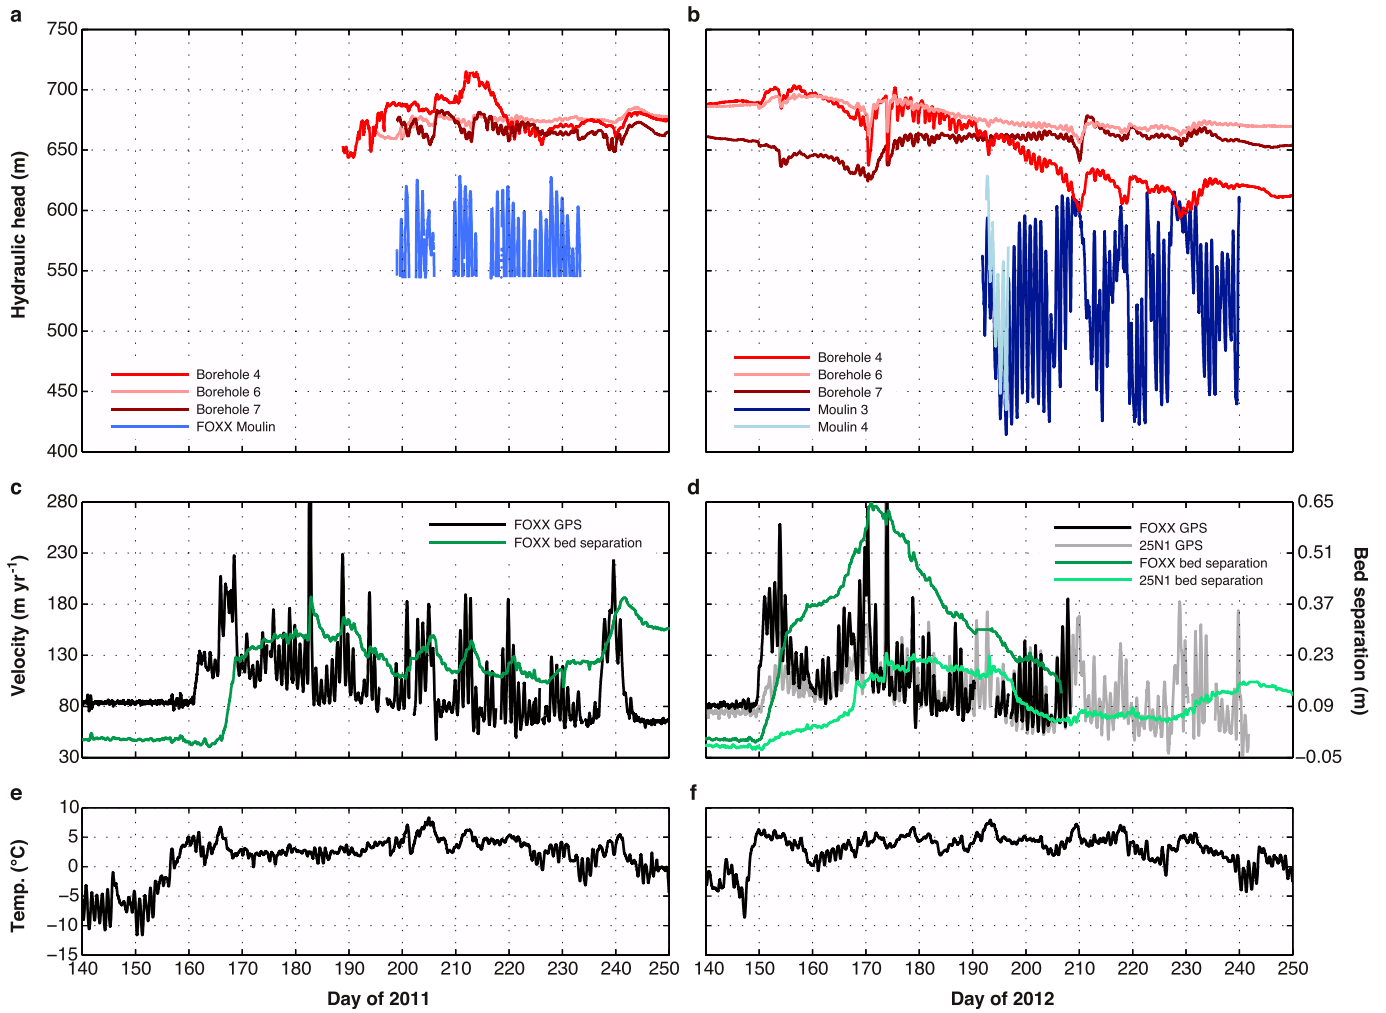 a
b
750
700
650
600
550
500
450
400
Hydraulic head (m)
Borehole 4
Borehole 6
Borehole 7
FOXX Moulin
Borehole 4
Borehole 6
Borehole 7
Moulin 3
Moulin 4
c
d
280
230
180
130
80
30
Velocity (m yr-1)
FOXX GPS
FOXX bed separation
FOXX GPS
25N1 GPS
FOXX bed separation
25N1 bed separation
0.65
0.51
0.37
0.23
0.09
−0.05
Bed separation (m)
e
f
10
5
0
−5
−10
−15
Temp. (°C)
140 150 160 170 180 190 200 210 220 230 240 250
140 150 160 170 180 190 200 210 220 230 240 250
Day of 2011
Day of 2012